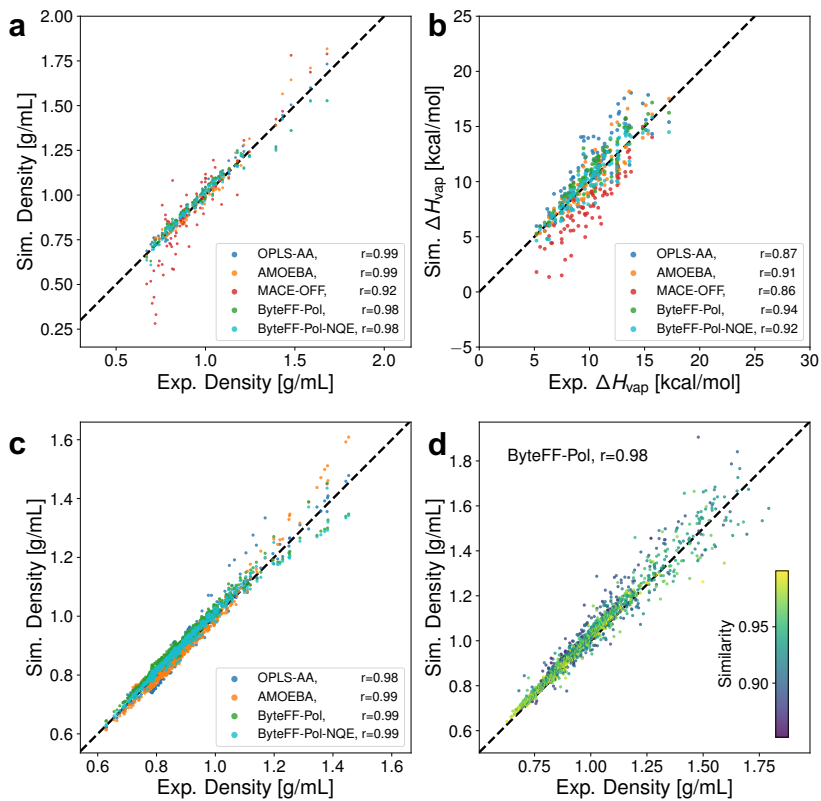 a
2.00
1.75
1.50
1.25
1.00
0.75
0.50
0.25
Sim. Density [g/mL]
OPLS-AA, r=0.99
AMOEBA, r=0.99
MACE-OFF, r=0.92
ByteFF-Pol, r=0.98
ByteFF-Pol-NQE, r=0.98
0.5 1.0 1.5 2.0
Exp. Density [g/mL]
b
25
20
15
10
5
0
−5
Sim. ΔHvap [kcal/mol]
OPLS-AA, r=0.87
AMOEBA, r=0.91
MACE-OFF, r=0.86
ByteFF-Pol, r=0.94
ByteFF-Pol-NQE, r=0.92
0 5 10 15 20 25 30
Exp. ΔHvap [kcal/mol]
c
1.6
1.4
1.2
1.0
0.8
0.6
Sim. Density [g/mL]
OPLS-AA, r=0.98
AMOEBA, r=0.99
ByteFF-Pol, r=0.99
ByteFF-Pol-NQE, r=0.99
0.6 0.8 1.0 1.2 1.4 1.6
Exp. Density [g/mL]
d
ByteFF-Pol, r=0.98
1.8
1.6
1.4
1.2
1.0
0.8
0.6
Sim. Density [g/mL]
Similarity
0.95
0.90
0.75 1.00 1.25 1.50 1.75
Exp. Density [g/mL]